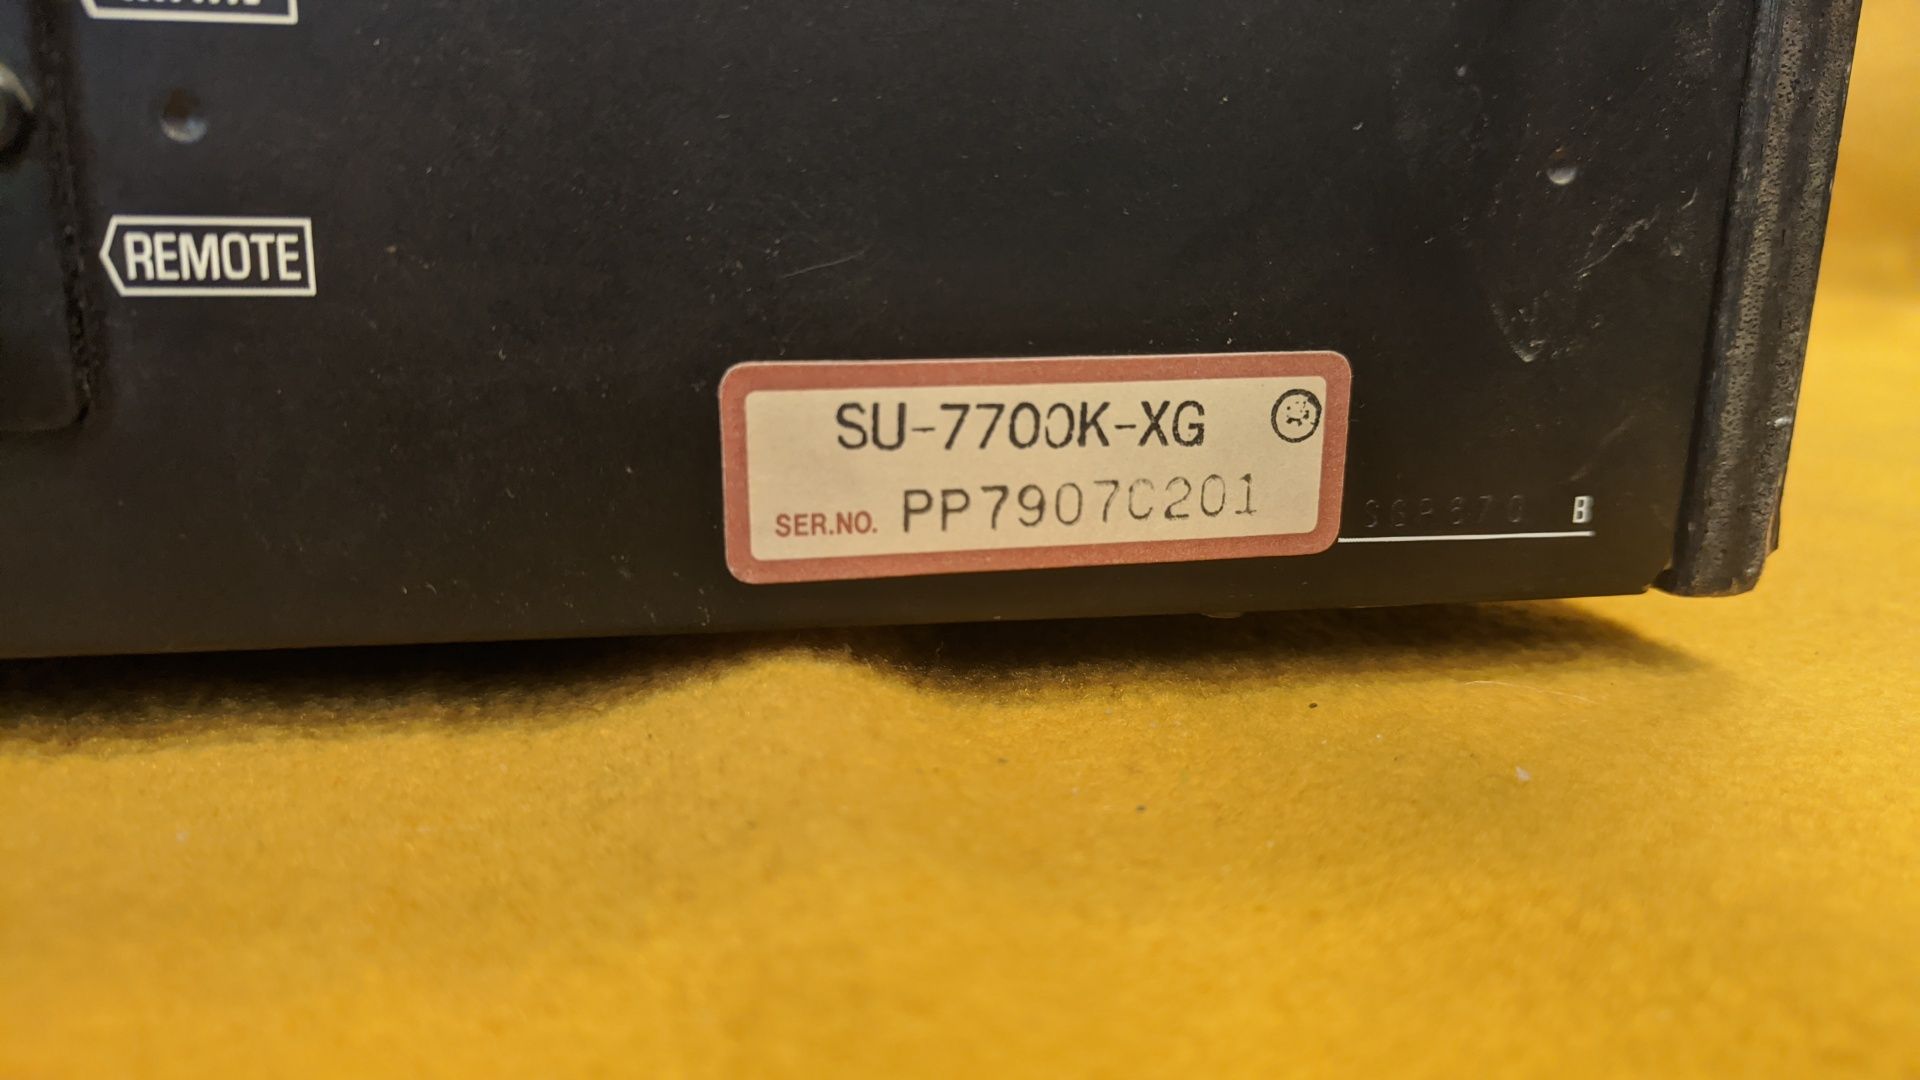 REMOTE
SU-7700K-XG
SER.NO. PP7907C201
B